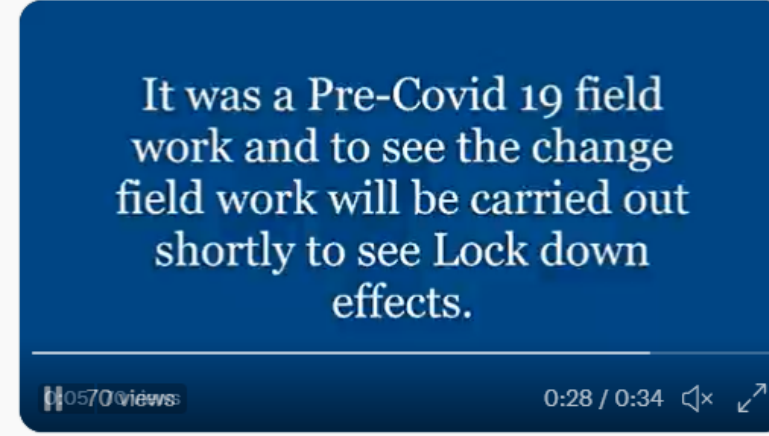 It was a Pre-Covid 19 field
work and to see the change
field work will be carried out
shortly to see Lock down
effects.
70 views
0:28 / 0:34